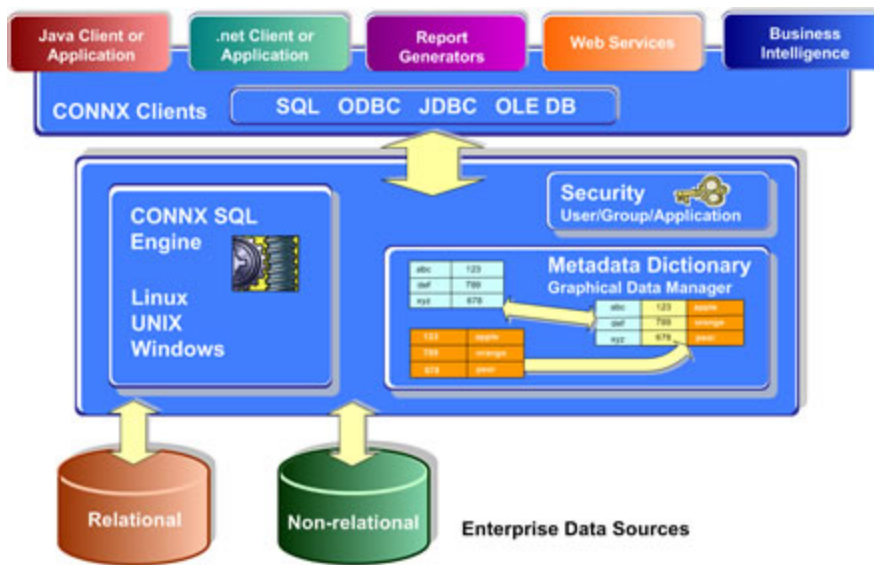 Java Client or
Application
.net Client or
Application
Report
Generators
Web Services
Business
Intelligence
CONNX Clients
SQL ODBC JDBC OLE DB
CONNX SQL
Engine
Linux
UNIX
Windows
Security
User/Group/Application
Metadata Dictionary
Graphical Data Manager
abc 123
def 789
xyz 678
abc 123 apple
def 789 orange
xyz 678 pear
123 apple
789 orange
678 pear
Relational
Non-relational
Enterprise Data Sources